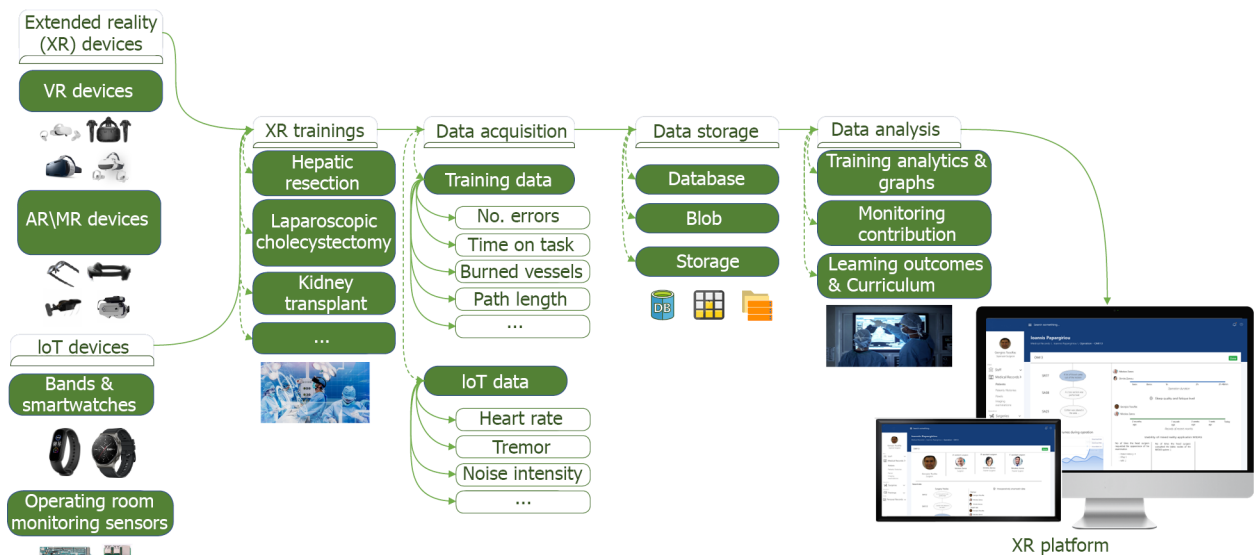 Extended reality
(XR) devices
VR devices
AR\MR devices
IoT devices
Bands &
smartwatches
Operating room
monitoring sensors
XR trainings
Hepatic
resection
Laparoscopic
cholecystectomy
Kidney
transplant
...
Data acquisition
Training data
No. errors
Time on task
Burned vessels
Path length
...
IoT data
Heart rate
Tremor
Noise intensity
...
Data storage
Database
Blob
Storage
DB
Data analysis
Training analytics &
graphs
Monitoring
contribution
Learning outcomes
& Curriculum
XR platform